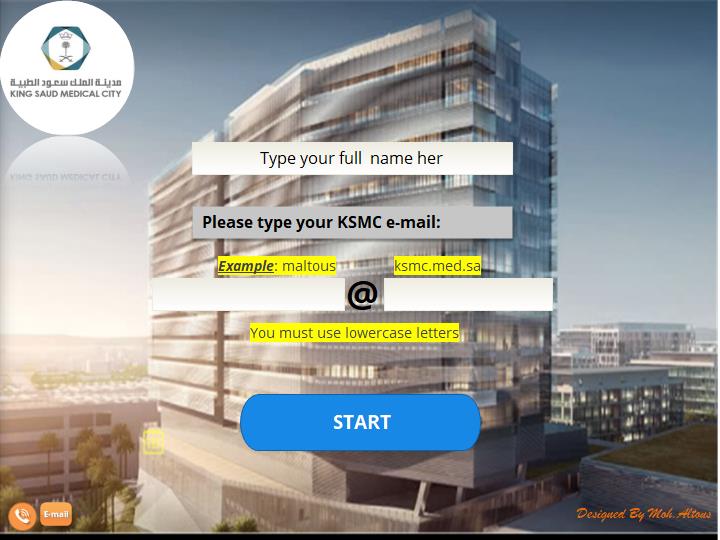 مدينة الملك سعود الطبية
KING SAUD MEDICAL CITY
Type your full  name her
Please type your KSMC e-mail:
Example: maltous ksmc.med.sa
@
You must use lowercase letters
START
E-mail
Designed By Moh.Altous